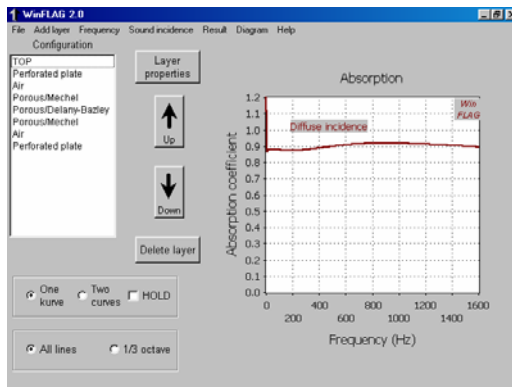 WinFLAG 2.0
File Add layer Frequency Sound incidence Result Diagram Help
Configuration
TOP
Perforated plate
Air
Porous/Mechel
Porous/Delany-Bazley
Porous/Mechel
Air
Perforated plate
Layer
properties
Up
Down
Delete layer
One
kurve
Two
curves
HOLD
All lines
1/3 octave
Absorption
Win
FLAG
Diffuse incidence
Absorption coefficient
1.2
1.1
1.0
0.9
0.8
0.7
0.6
0.5
0.4
0.3
0.2
0.1
0.0
0 400 800 1200 1600
200 600 1000 1400
Frequency (Hz)